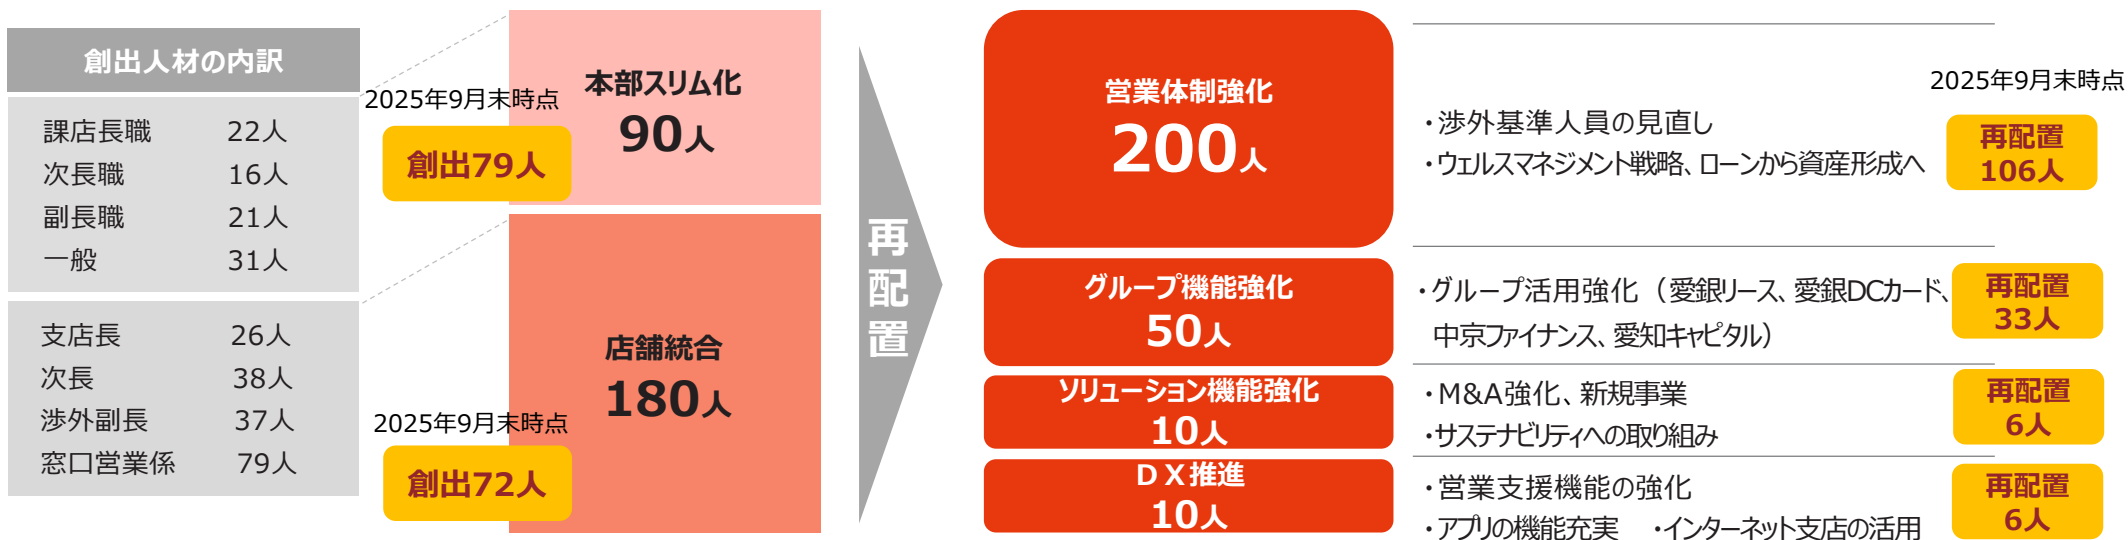 創出人材の内訳
課店長職 22人
次長職 16人
副長職 21人
一般 31人
支店長 26人
次長 38人
渉外副長 37人
窓口営業係 79人
2025年9月末時点
創出79人
本部スリム化
90人
2025年9月末時点
創出72人
店舗統合
180人
再配置
営業体制強化
200人
・渉外基準人員の見直し
・ウェルスマネジメント戦略、ローンから資産形成へ
2025年9月末時点
再配置
106人
グループ機能強化
50人
・グループ活用強化（愛銀リース、愛銀DCカード、
中京ファイナンス、愛知キャピタル）
再配置
33人
ソリューション機能強化
10人
・M&A強化、新規事業
・サステナビリティへの取り組み
再配置
6人
ＤＸ推進
10人
・営業支援機能の強化
・アプリの機能充実 ・インターネット支店の活用
再配置
6人